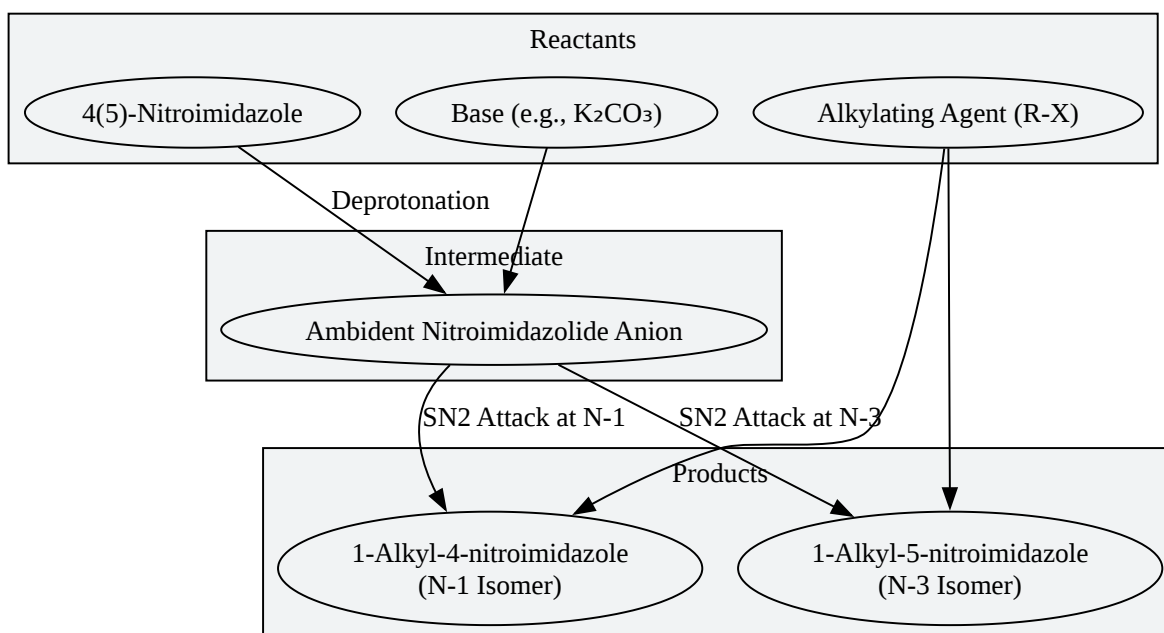 Reactants
4(5)-Nitroimidazole
Base (e.g., K₂CO₃)
Alkylating Agent (R-X)
Deprotonation
Intermediate
Ambident Nitroimidazolide Anion
SN2 Attack at N-1
SN2 Attack at N-3
Products
1-Alkyl-4-nitroimidazole
(N-1 Isomer)
1-Alkyl-5-nitroimidazole
(N-3 Isomer)